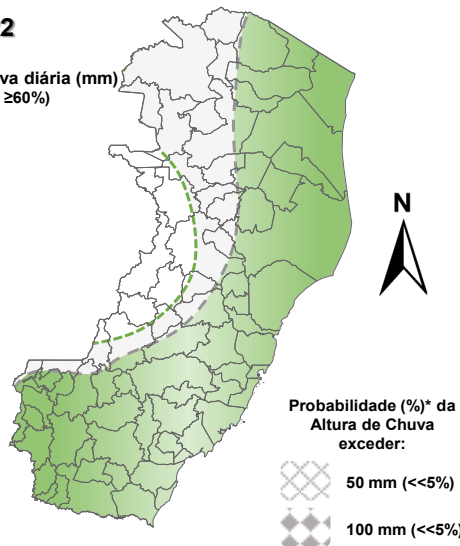 2
va diária (mm)
≥60%)
N
Probabilidade (%)* da
Altura de Chuva
exceder:
50 mm (<<5%)
100 mm (<<5%)